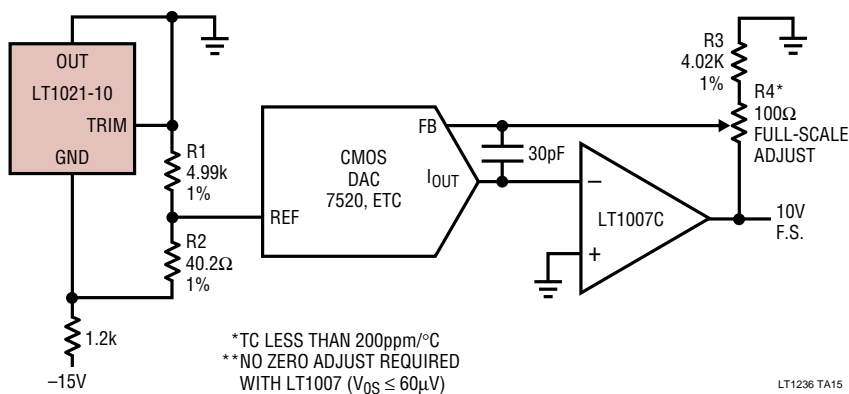 OUT
LT1021-10
TRIM
GND
R1
4.99k
1%
R2
40.2Ω
1%
1.2k
–15V
REF
CMOS
DAC
7520, ETC
FB
IOUT
30pF
–
+
LT1007C
R3
4.02K
1%
R4*
100Ω
FULL-SCALE
ADJUST
10V
F.S.
*TC LESS THAN 200ppm/°C
**NO ZERO ADJUST REQUIRED
WITH LT1007 (V0S ≤ 60µV)
LT1236 TA15